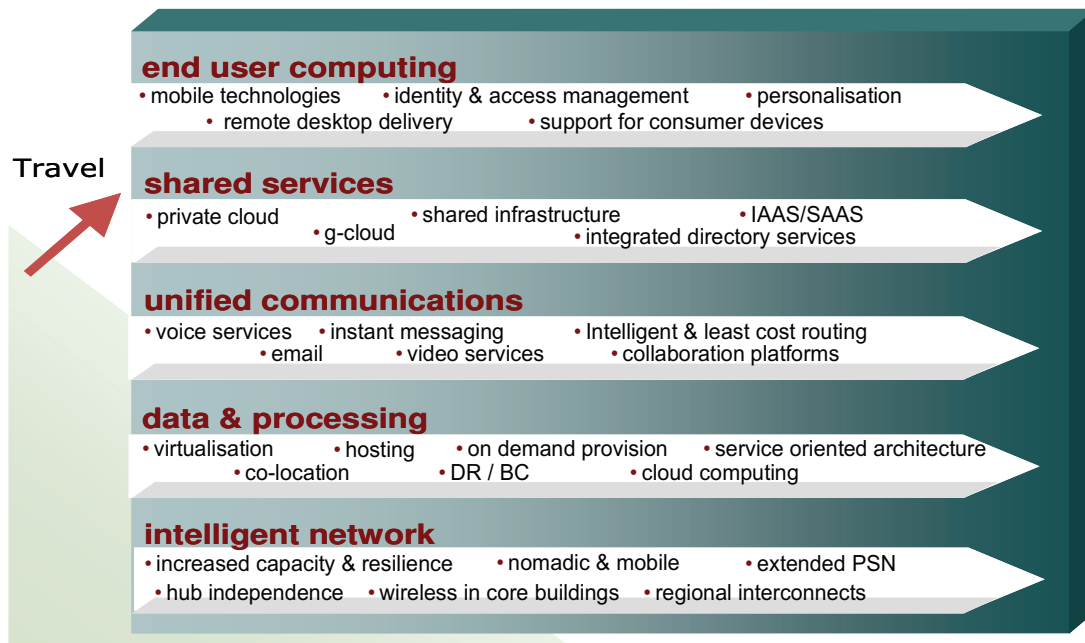 end user computing
• mobile technologies • identity & access management • personalisation
• remote desktop delivery • support for consumer devices
Travel
shared services
• private cloud • shared infrastructure • IAAS/SAAS
• g-cloud • integrated directory services
unified communications
• voice services • instant messaging • Intelligent & least cost routing
• email • video services • collaboration platforms
data & processing
• virtualisation • hosting • on demand provision • service oriented architecture
• co-location • DR / BC • cloud computing
intelligent network
• increased capacity & resilience • nomadic & mobile • extended PSN
• hub independence • wireless in core buildings • regional interconnects